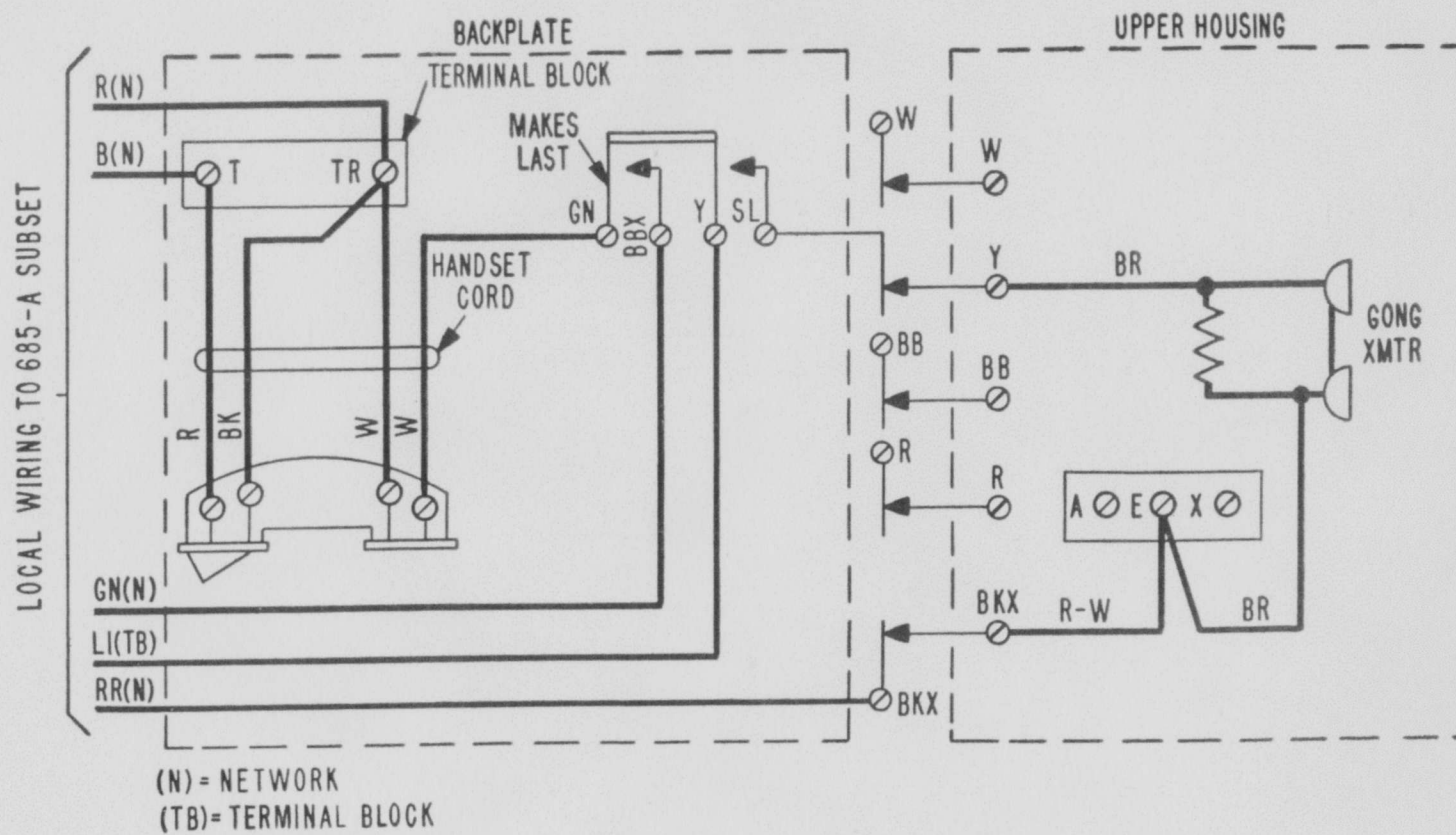 BACKPLATE
UPPER HOUSING
TERMINAL BLOCK
R(N)
B(N)
T
TR
MAKES
LAST
GN
BBX
Y
SL
W
W
Y
BR
HANDSET
CORD
GONG
XMTR
BB
BB
R
BK
W
W
R
R
A
E
X
LOCAL WIRING TO 685-A SUBSET
GN(N)
LI(TB)
RR(N)
BKX
R-W
BR
BKX
(N) = NETWORK
(TB)= TERMINAL BLOCK